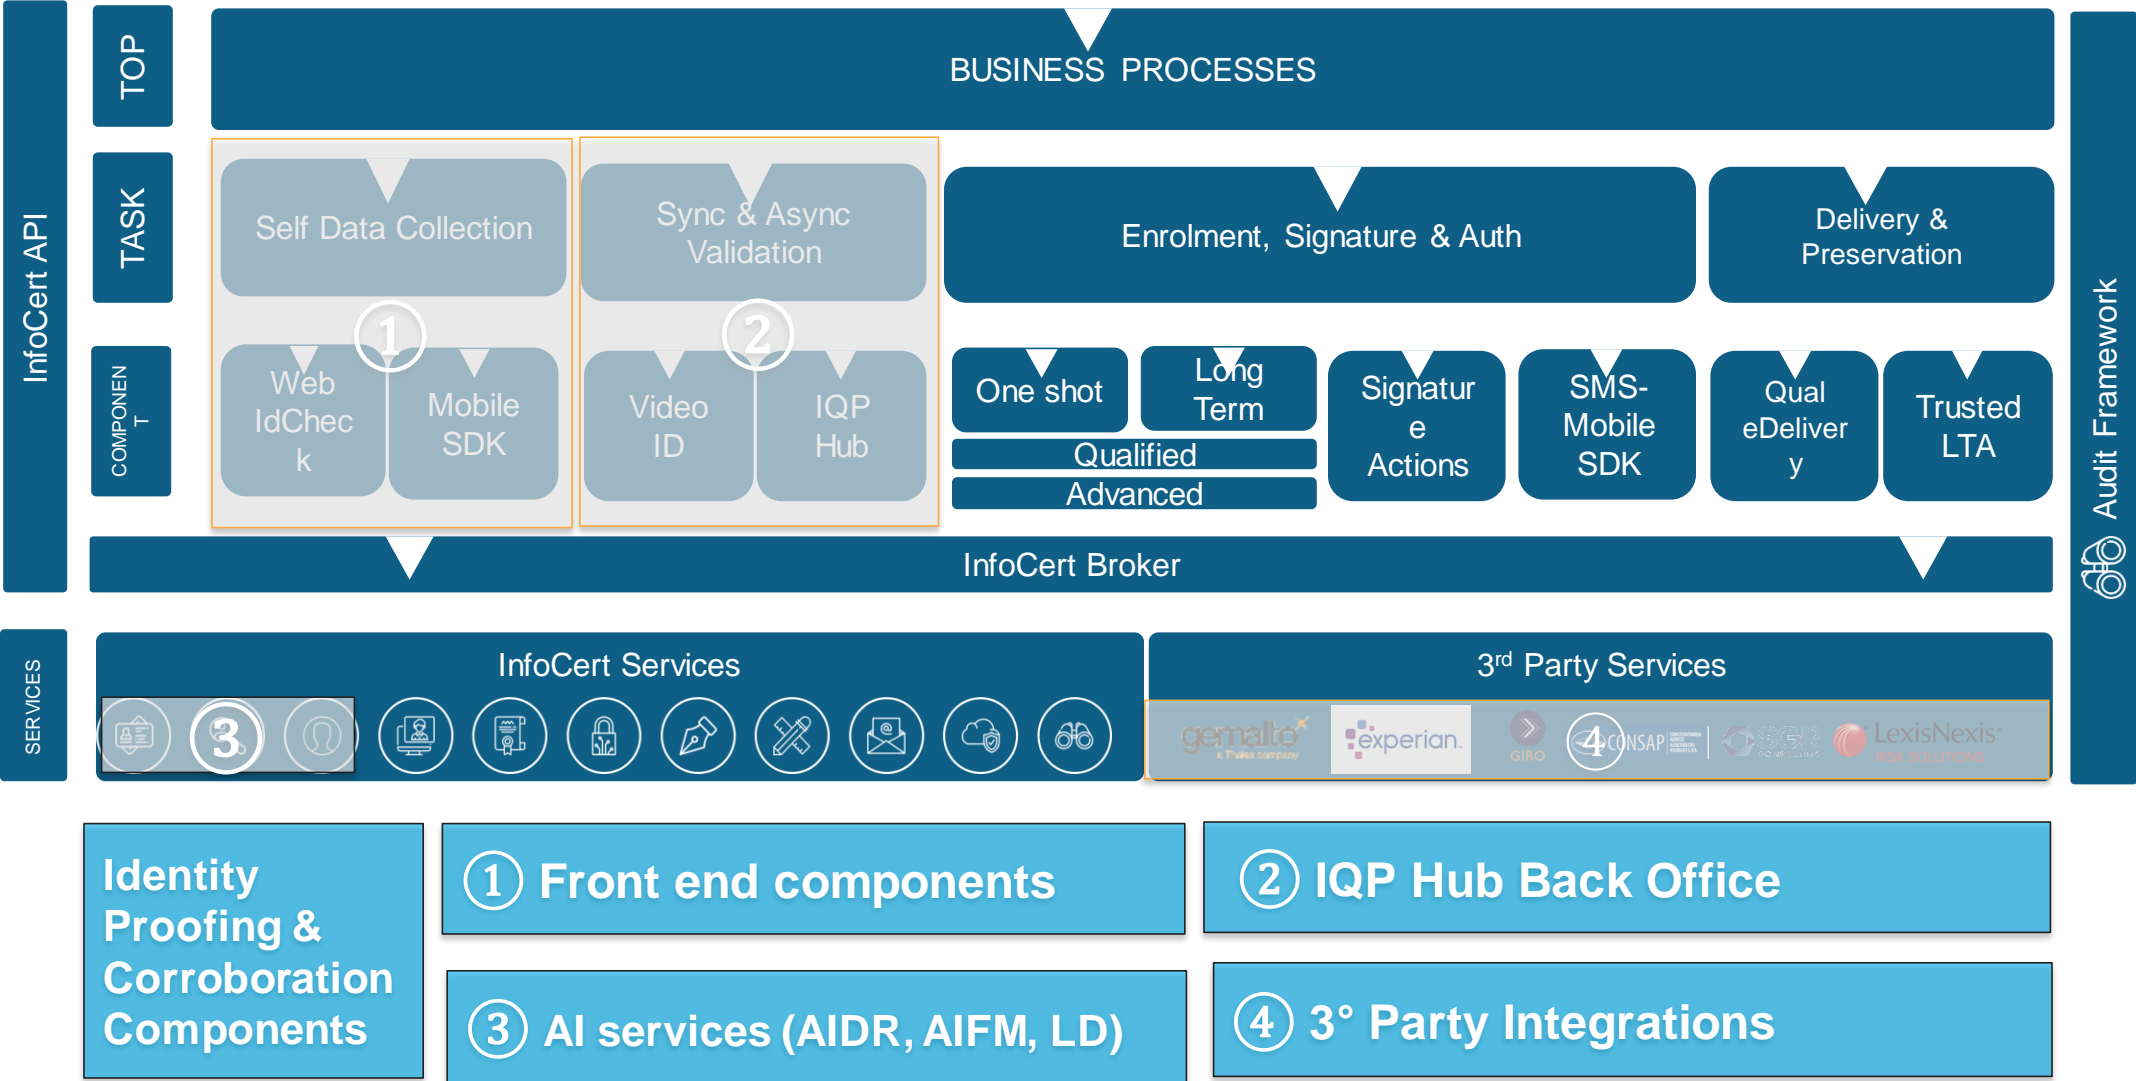 InfoCert API
TOP
BUSINESS PROCESSES
TASK
Self Data Collection
Sync & Async
Validation
Enrolment, Signature & Auth
Delivery &
Preservation
1
2
COMPONEN
T
Web
IdChec
k
Mobile
SDK
Video
ID
IQP
Hub
One shot
Long
Term
Qualified
Advanced
Signatur
e
Actions
SMS-
Mobile
SDK
Qual
eDeliver
y
Trusted
LTA
InfoCert Broker
Audit Framework
SERVICES
InfoCert Services
3
3rd Party Services
gemalto
a Thales company
experian.
GIRO
4
CONSAP
LexisNexis
RISK SOLUTIONS
Identity
Proofing &
Corroboration
Components
1 Front end components
2 IQP Hub Back Office
3 AI services (AIDR, AIFM, LD)
4 3° Party Integrations